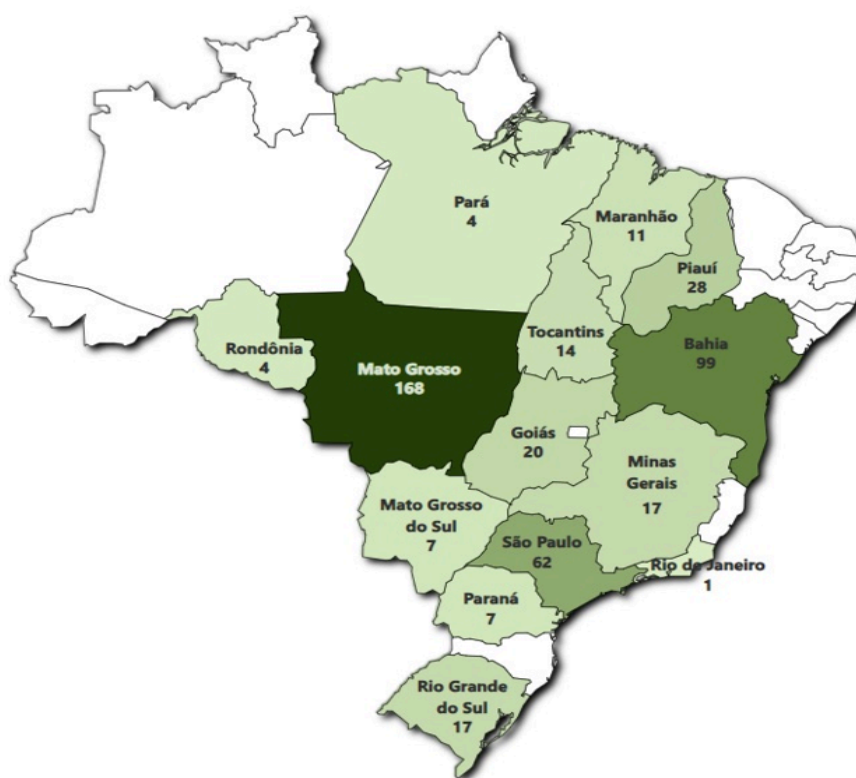 Pará
4
Maranhão
11
Piauí
28
Tocantins
14
Bahia
99
Rondônia
4
Mato Grosso
168
Goiás
20
Minas
Gerais
17
Mato Grosso
do Sul
7
São Paulo
62
Rio de Janeiro
1
Paraná
7
Rio Grande
do Sul
17